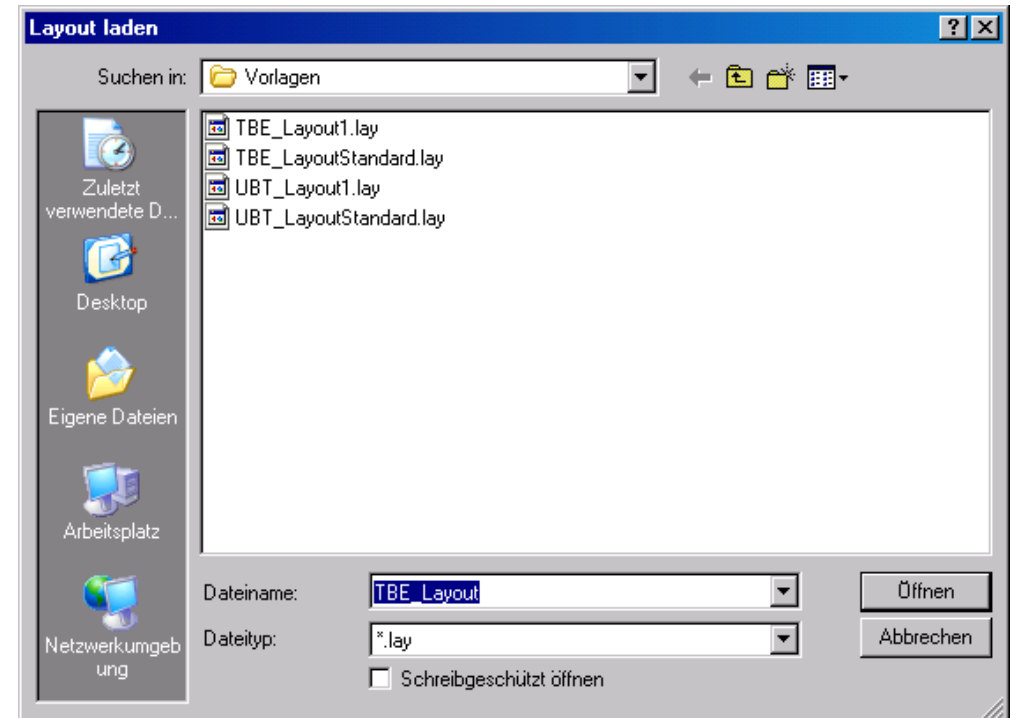 Layout laden
Suchen in: Vorlagen
Zuletzt
verwendete D...
Desktop
Eigene Dateien
Arbeitsplatz
Netzwerkumgeb
ung
TBE_Layout1.lay
TBE_LayoutStandard.lay
UBT_Layout1.lay
UBT_LayoutStandard.lay
Dateiname: TBE_Layout Öffnen
Dateityp: *.lay Abbrechen
Schreibgeschützt öffnen